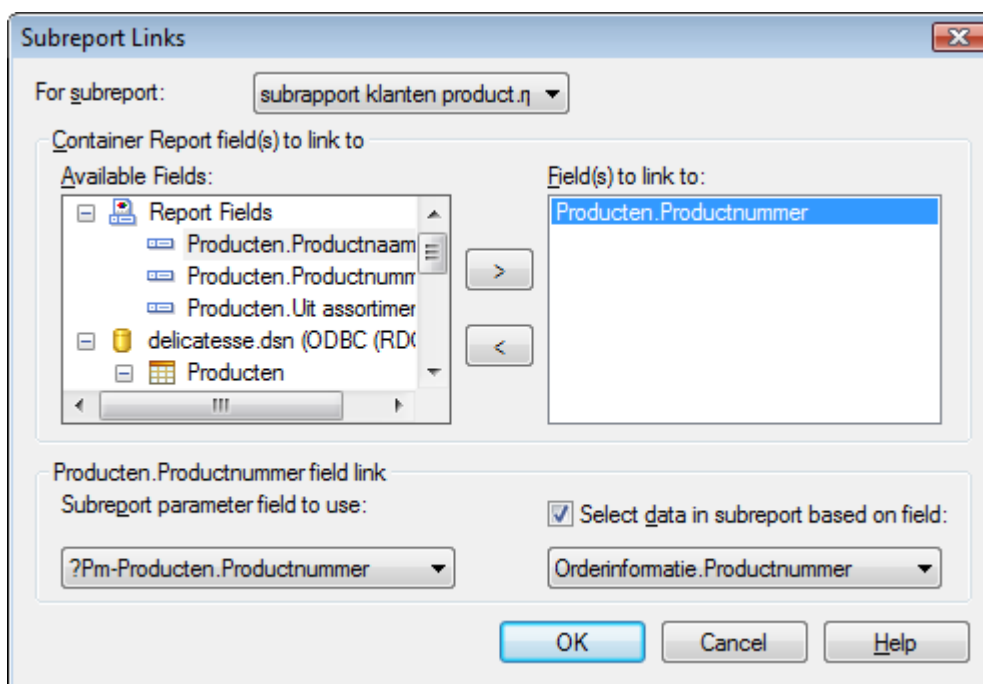 Subreport Links
For subreport:
subrapport klanten product.r
Container Report field(s) to link to
Available Fields:
Field(s) to link to:
Report Fields
Producten.Productnaam
Producten.Productnumm
Producten.Uit assortimer
delicatesse.dsn (ODBC (RDO
Producten
Producten.Productnummer
>
<
Producten.Productnummer field link
Subreport parameter field to use:
Select data in subreport based on field:
?Pm-Producten.Productnummer
Orderinformatie.Productnummer
OK
Cancel
Help